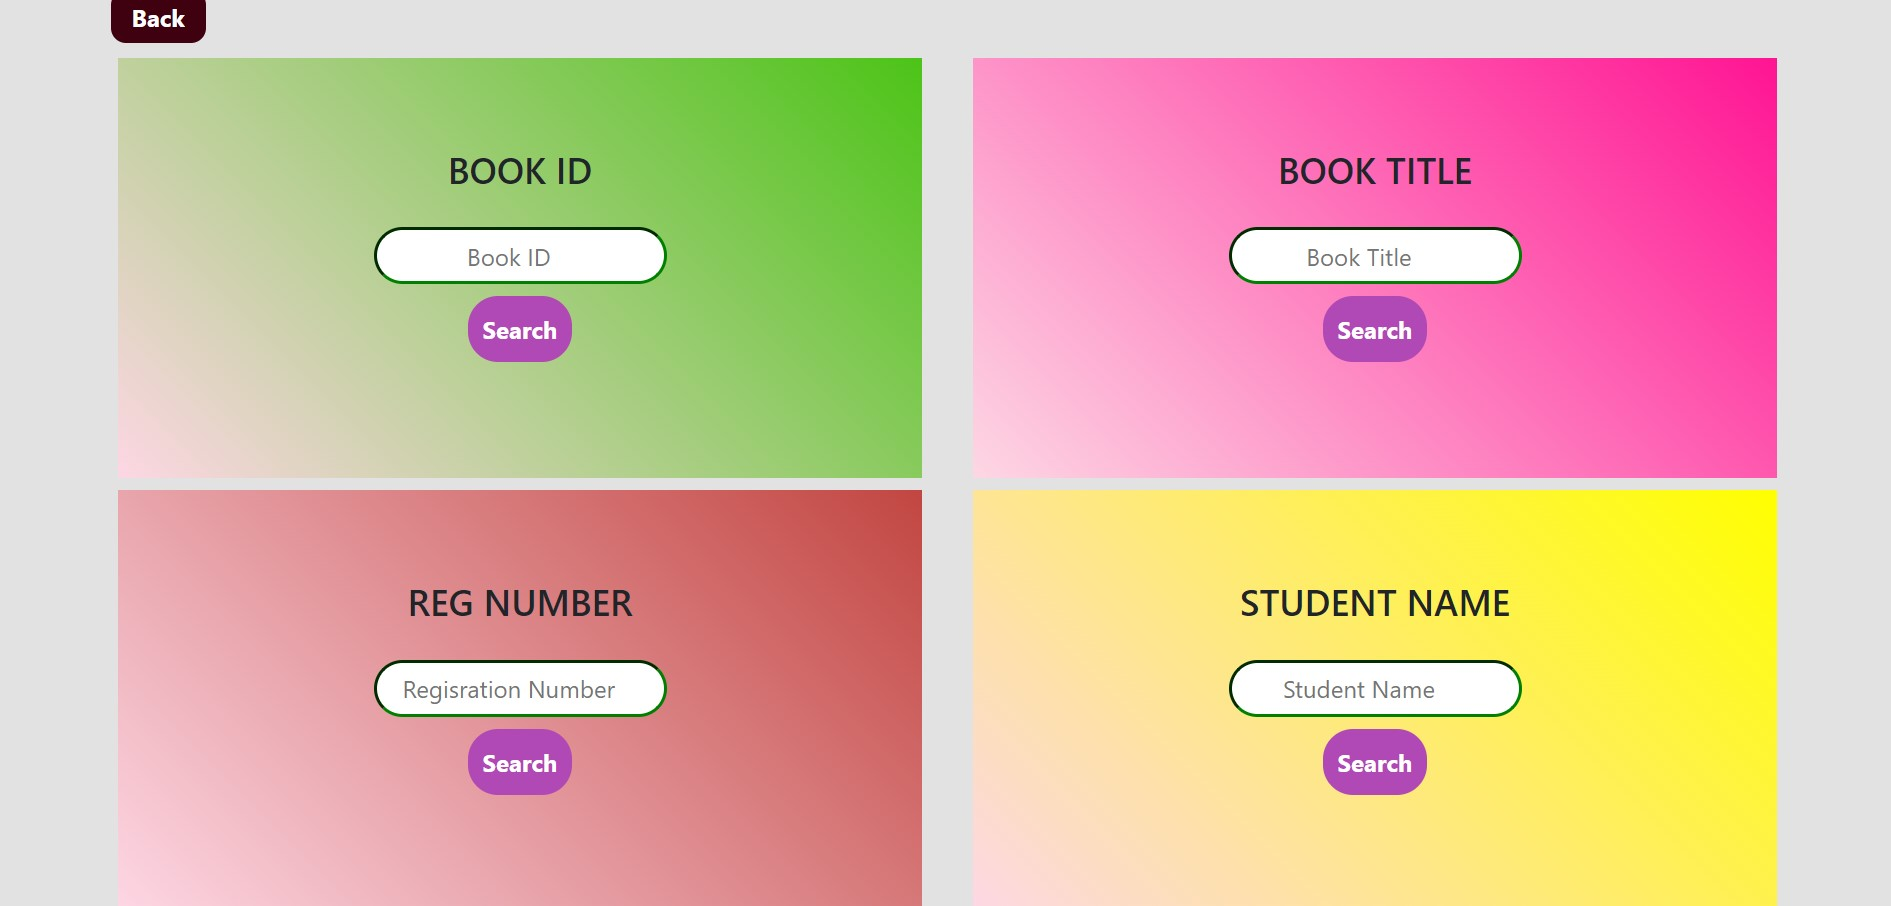 Back
BOOK ID
Book ID
Search
BOOK TITLE
Book Title
Search
REG NUMBER
Regisration Number
Search
STUDENT NAME
Student Name
Search